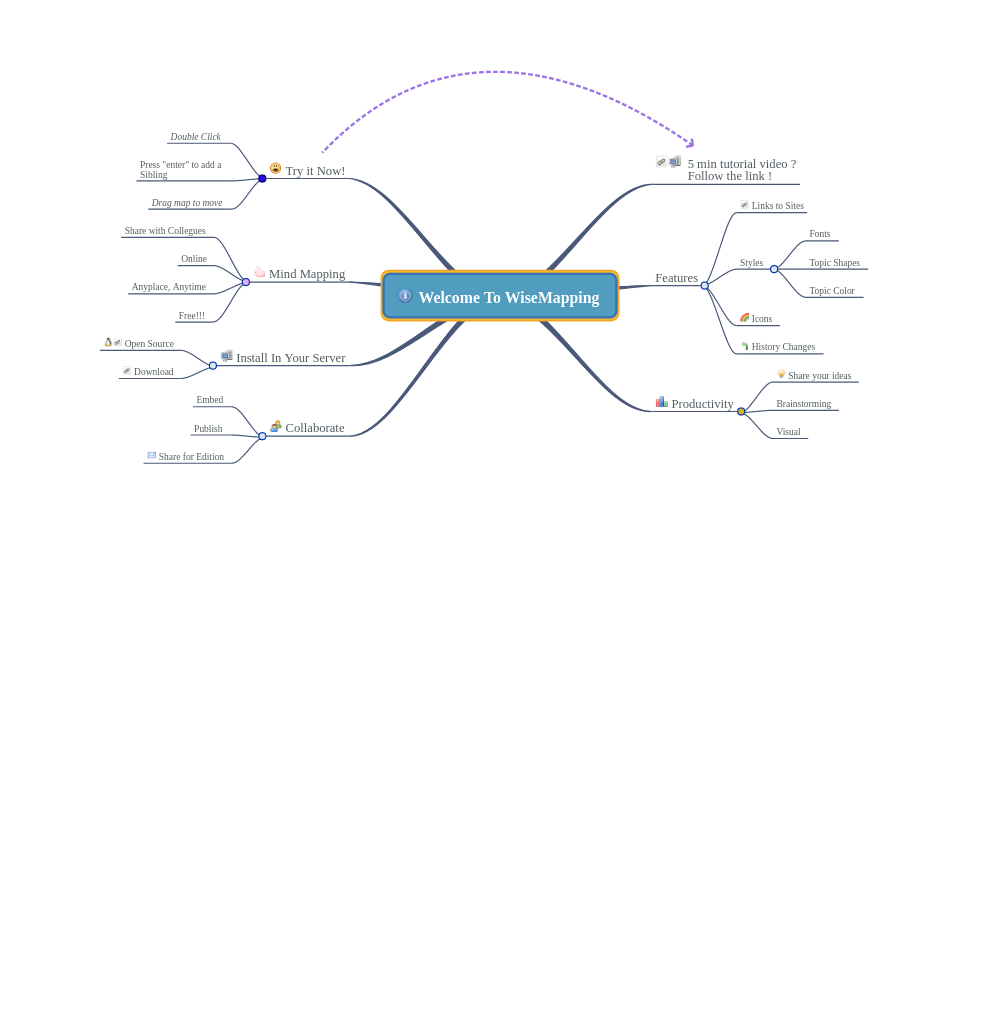 Double Click
Press "enter" to add a
Sibling
Drag map to move
Try it Now!
Share with Collegues
Online
Anyplace, Anytime
Free!!!
Mind Mapping
Open Source
Download
Install In Your Server
Embed
Publish
Share for Edition
Collaborate
Welcome To WiseMapping
5 min tutorial video ?
Follow the link !
Features
Links to Sites
Styles
Fonts
Topic Shapes
Topic Color
Icons
History Changes
Productivity
Share your ideas
Brainstorming
Visual